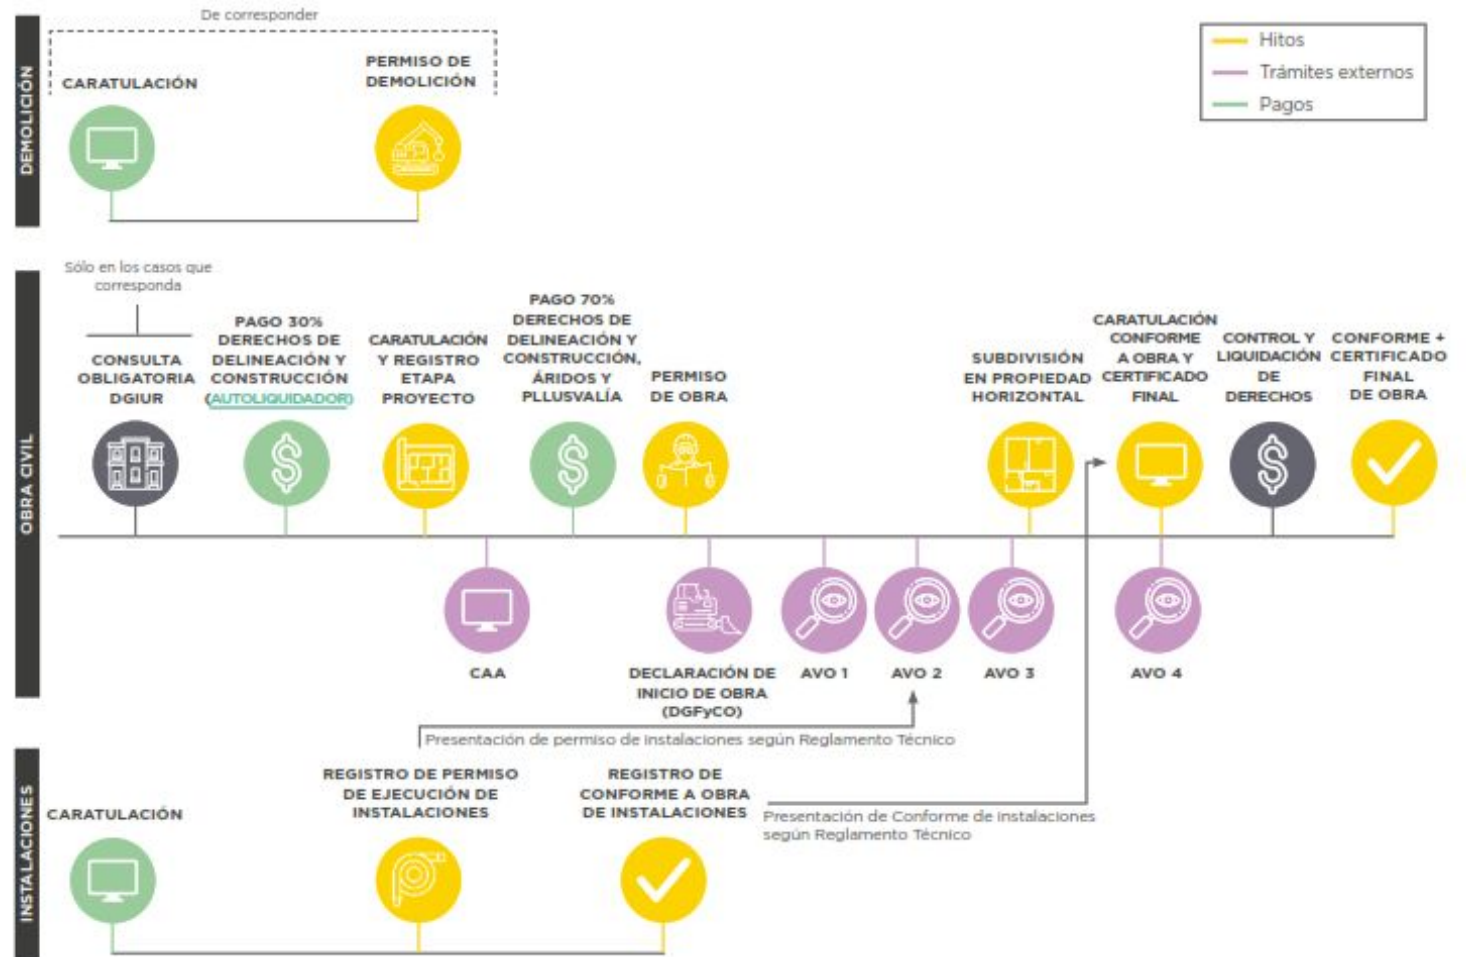 De corresponder
Hitos
Trámites externos
Pagos
DEMOLICIÓN
CARATULACIÓN
PERMISO DE
DEMOLICIÓN
OBRA CIVIL
Sólo en los casos que
corresponda
CONSULTA
OBLIGATORIA
DGIUR
PAGO 30%
DERECHOS DE
DELINEACIÓN Y
CONSTRUCCIÓN
(AUTOLIQUIDADOR)
CARATULACIÓN
Y REGISTRO
ETAPA
PROYECTO
PAGO 70%
DERECHOS DE
DELINEACIÓN Y
CONSTRUCCIÓN,
ÁRIDOS Y
PLLUSVALÍA
PERMISO
DE OBRA
SUBDIVISIÓN
EN PROPIEDAD
HORIZONTAL
CARATULACIÓN
CONFORME
A OBRA Y
CERTIFICADO
FINAL
CONTROL Y
LIQUIDACIÓN
DE
DERECHOS
CONFORME +
CERTIFICADO
FINAL
DE OBRA
$
$
$
CAA
DECLARACIÓN DE
INICIO DE OBRA
(DGFyCO)
AVO 1
AVO 2
AVO 3
AVO 4
Presentación de permiso de instalaciones según Reglamento Técnico
INSTALACIONES
CARATULACIÓN
REGISTRO DE PERMISO
DE EJECUCIÓN DE
INSTALACIONES
REGISTRO DE
CONFORME A OBRA
DE INSTALACIONES
Presentación de Conforme de instalaciones
según Reglamento Técnico